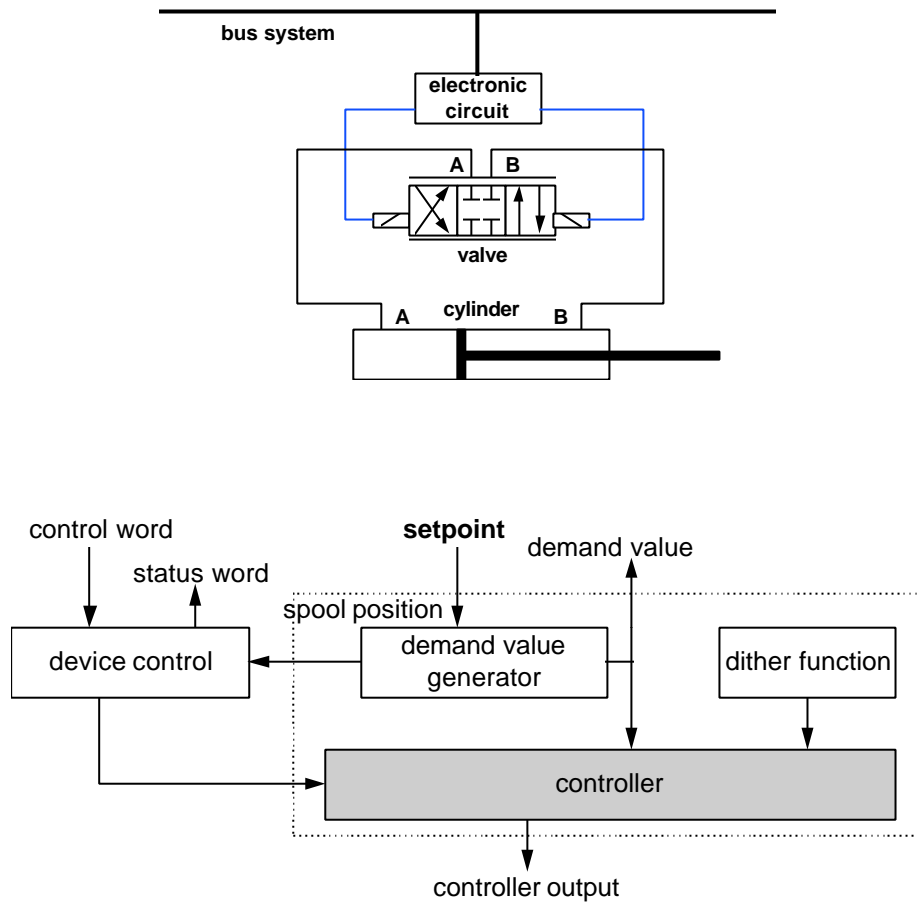 bus system
electronic
circuit
A
B
valve
cylinder
A
B
control word
setpoint
demand value
status word
spool position
device control
demand value
generator
dither function
controller
controller output